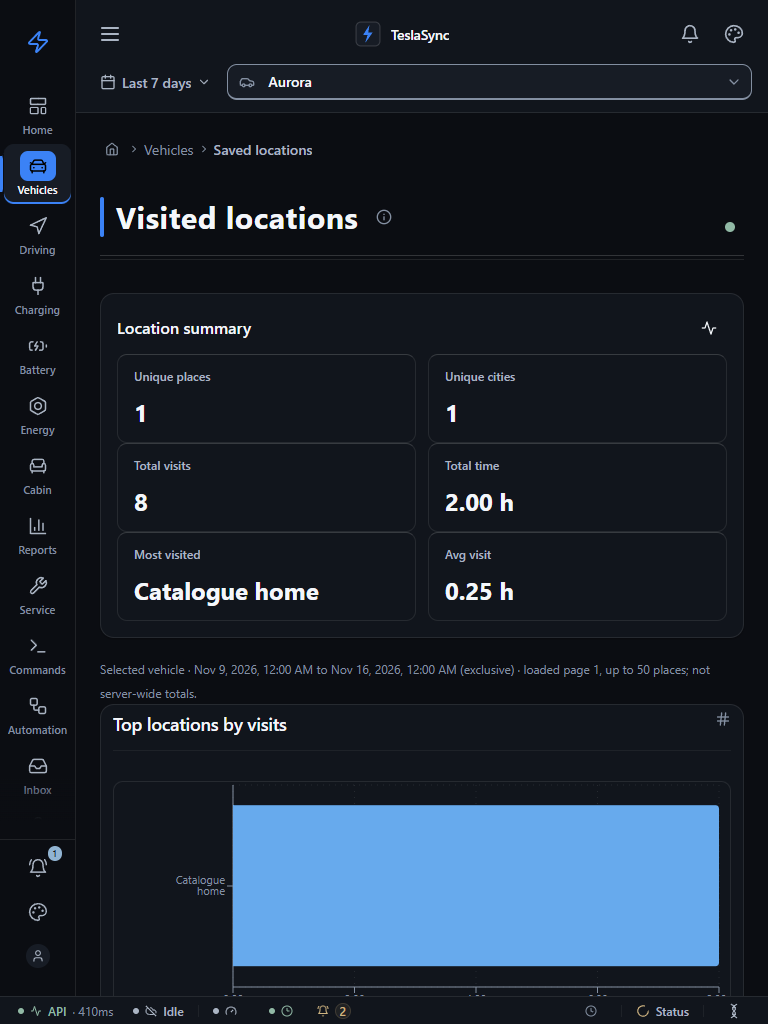 TeslaSync
Last 7 days
Aurora
Home
Vehicles
Driving
Charging
Battery
Energy
Cabin
Reports
Service
Commands
Automation
Inbox
1
Vehicles
Saved locations
Visited locations
Location summary
Unique places
1
Unique cities
1
Total visits
8
Total time
2.00 h
Most visited
Catalogue home
Avg visit
0.25 h
Selected vehicle · Nov 9, 2026, 12:00 AM to Nov 16, 2026, 12:00 AM (exclusive) · loaded page 1, up to 50 places; not
server-wide totals.
Top locations by visits
Catalogue
home
API · 410ms
Idle
2
Status